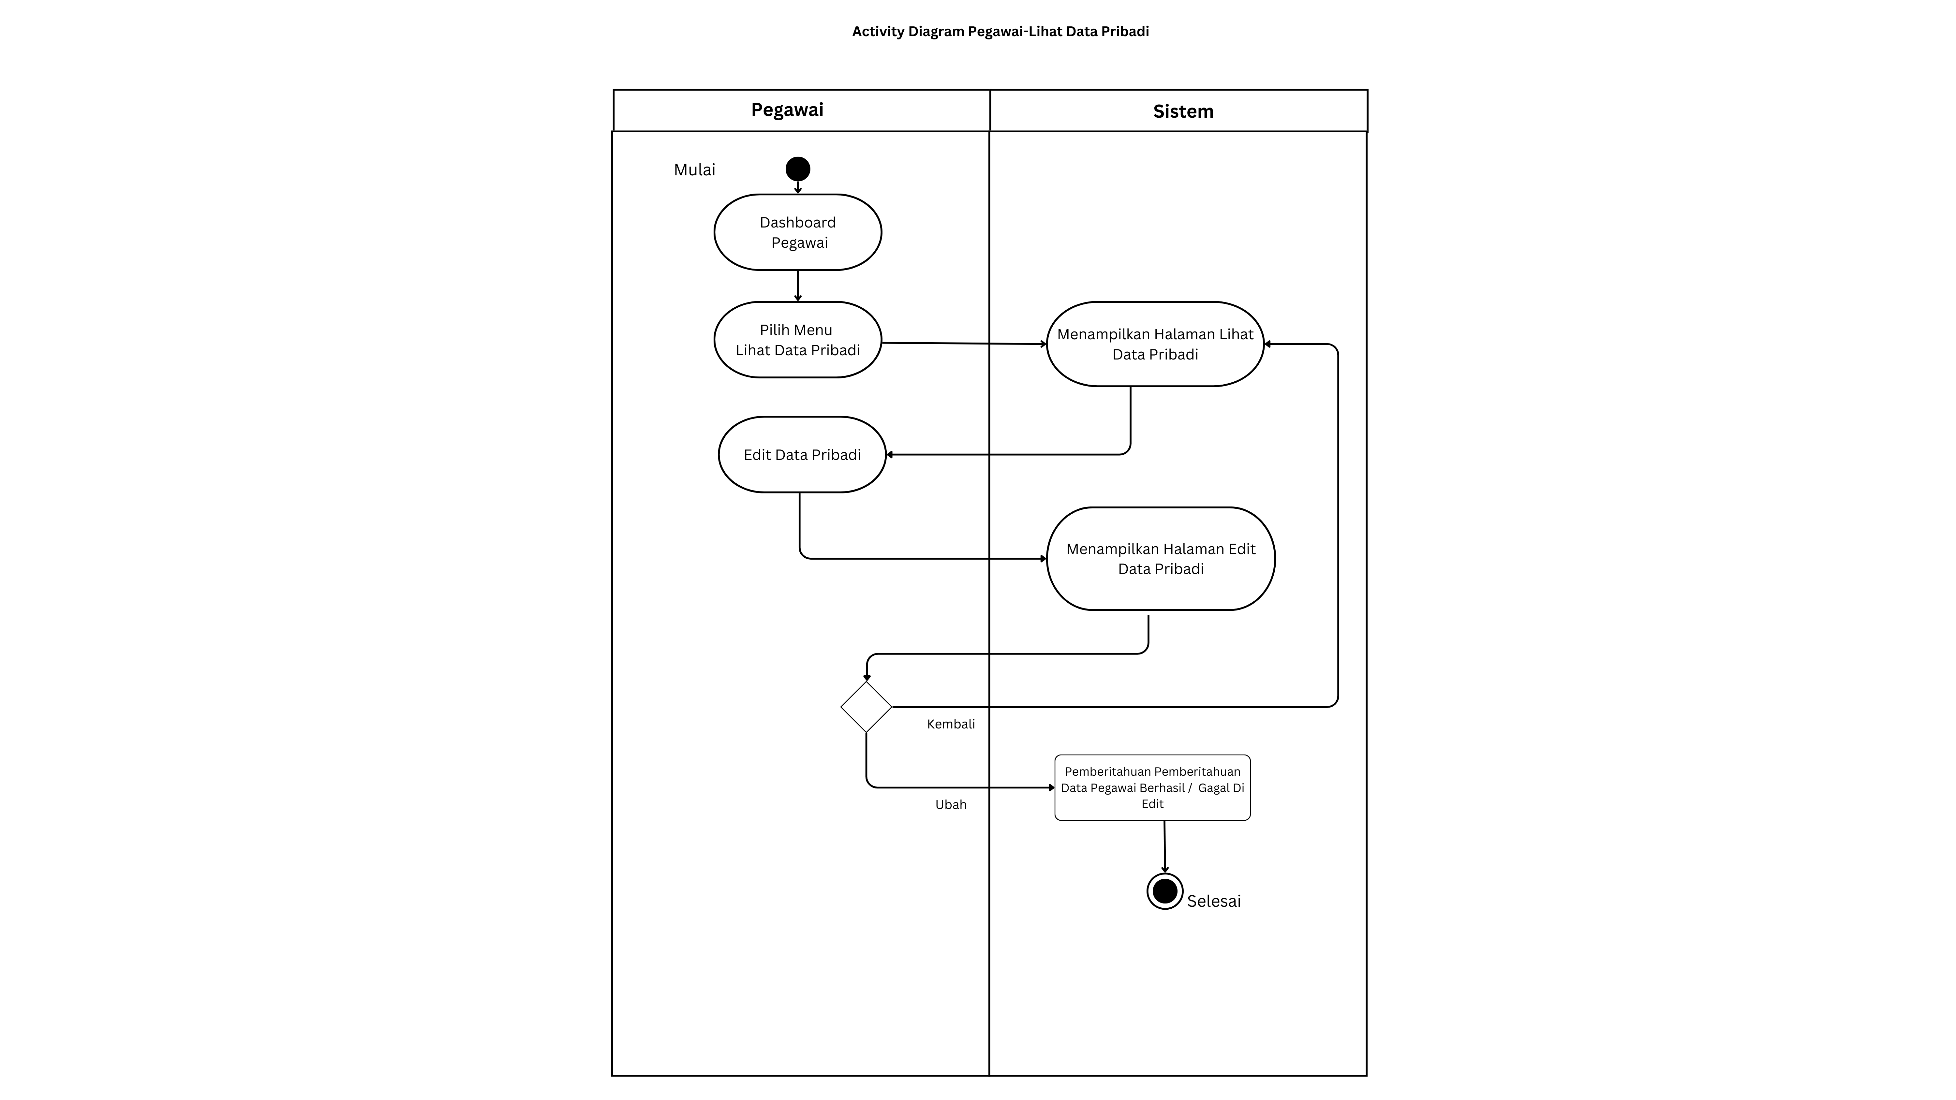 Activity Diagram Pegawai-Lihat Data Pribadi
Pegawai
Sistem
Mulai
Dashboard
Pegawai
Pilih Menu
Lihat Data Pribadi
Menampilkan Halaman Lihat
Data Pribadi
Edit Data Pribadi
Menampilkan Halaman Edit
Data Pribadi
Kembali
Pemberitahuan Pemberitahuan
Data Pegawai Berhasil / Gagal Di
Edit
Ubah
Selesai